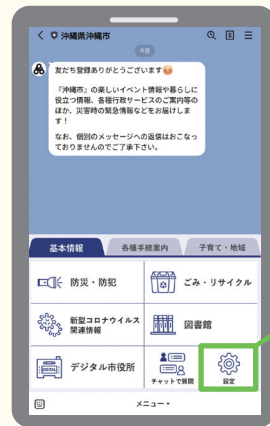 沖縄県沖縄市
今日
友だち登録ありがとうございます
『沖縄市』の楽しいイベント情報や暮らしに
役立つ情報、各種行政サービスのご案内等の
ほか、災害時の緊急情報などをお届けしま
す！
なお、個別のメッセージへの返信はおこなっ
ておりませんのでご了承下さい。
基本情報 各種手続案内 子育て・地域
防災・防犯 ごみ・リサイクル
新型コロナウイルス
関連情報
図書館
DIGITAL
デジタル市役所
チャットで質問
設定
メニュー